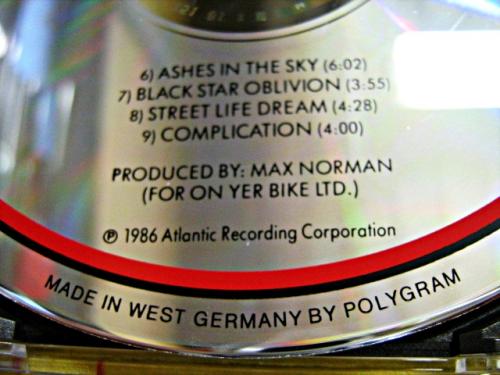 6) ASHES IN THE SKY (6:02)
7) BLACK STAR OBLIVION (3:55)
8) STREET LIFE DREAM (4:28)
9) COMPLICATION (4:00)
PRODUCED BY: MAX NORMAN
(FOR ON YER BIKE LTD.)
℗ 1986 Atlantic Recording Corporation
MADE IN WEST GERMANY BY POLYGRAM